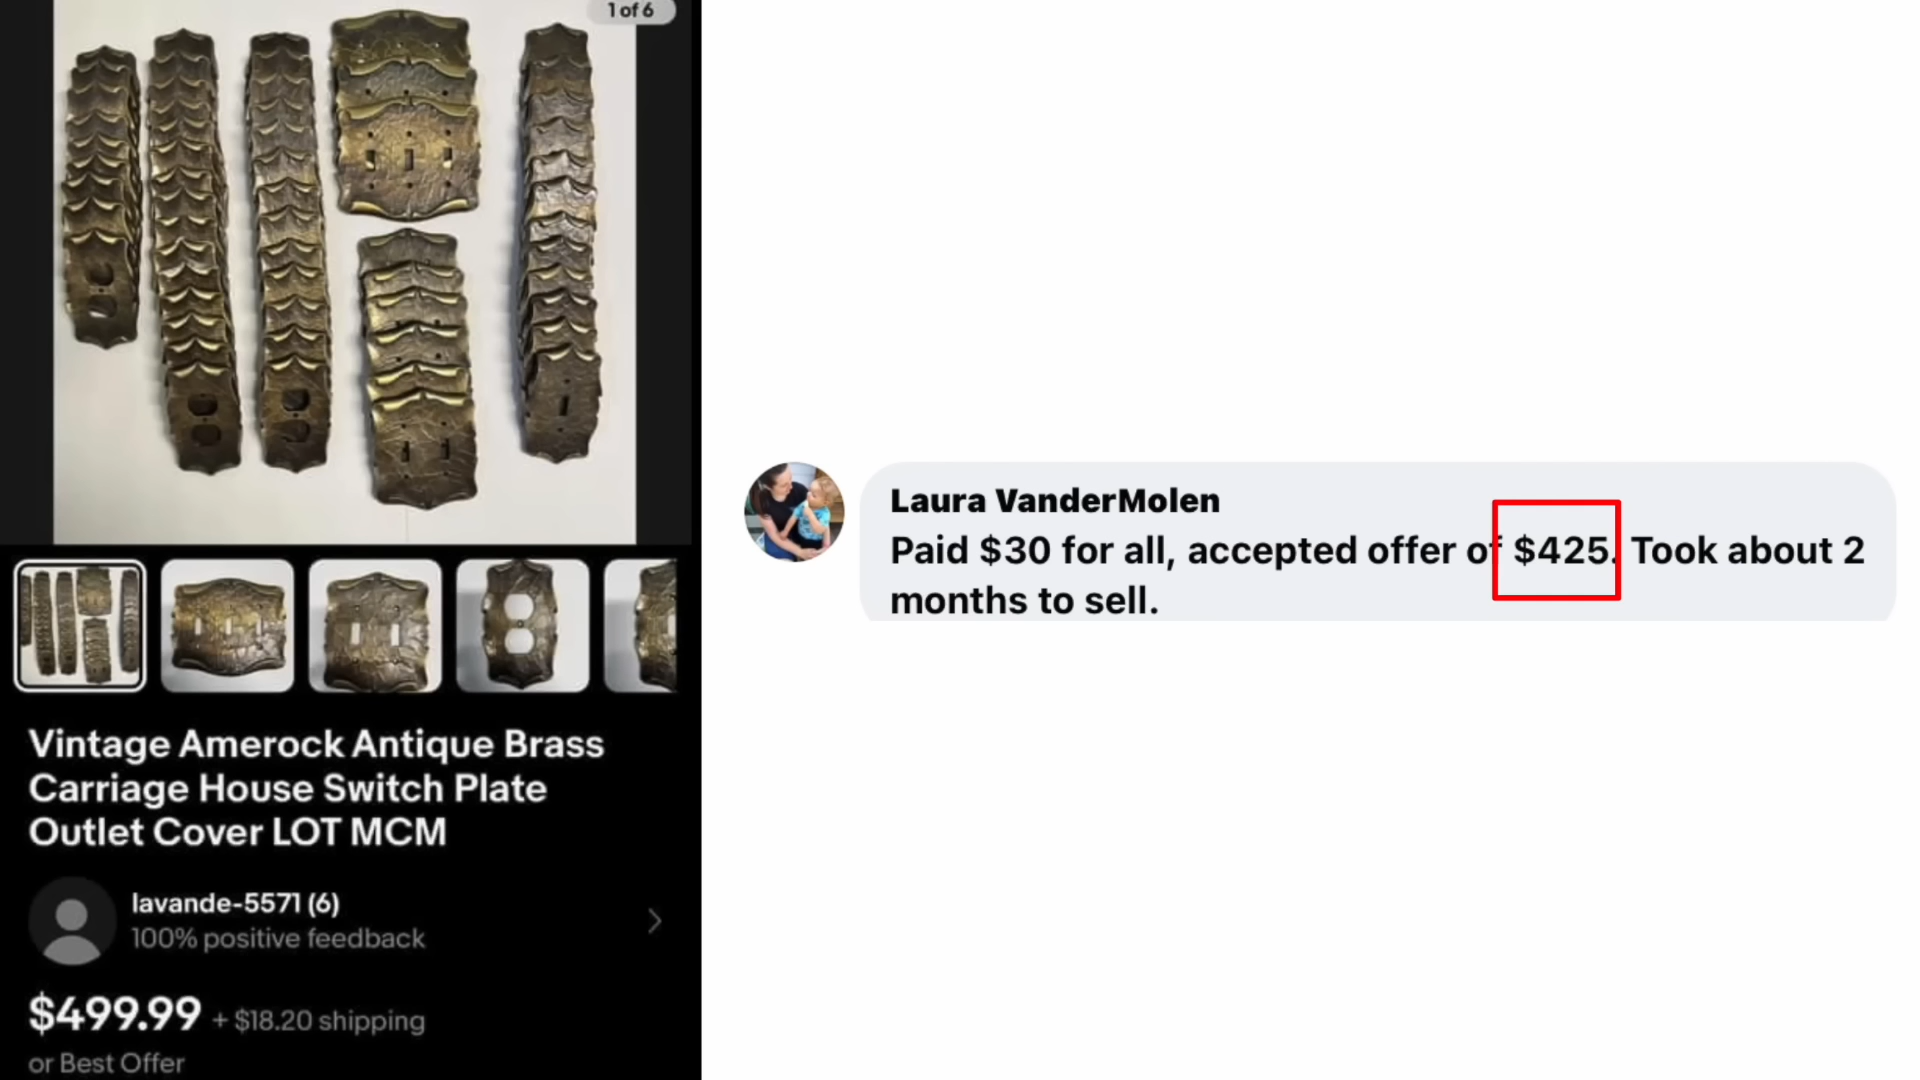 1 of 6
Vintage Amerock Antique Brass
Carriage House Switch Plate
Outlet Cover LOT MCM
lavande-5571 (6)
100% positive feedback
$499.99 + $18.20 shipping
or Best Offer
Laura VanderMolen
Paid $30 for all, accepted offer of $425. Took about 2
months to sell.